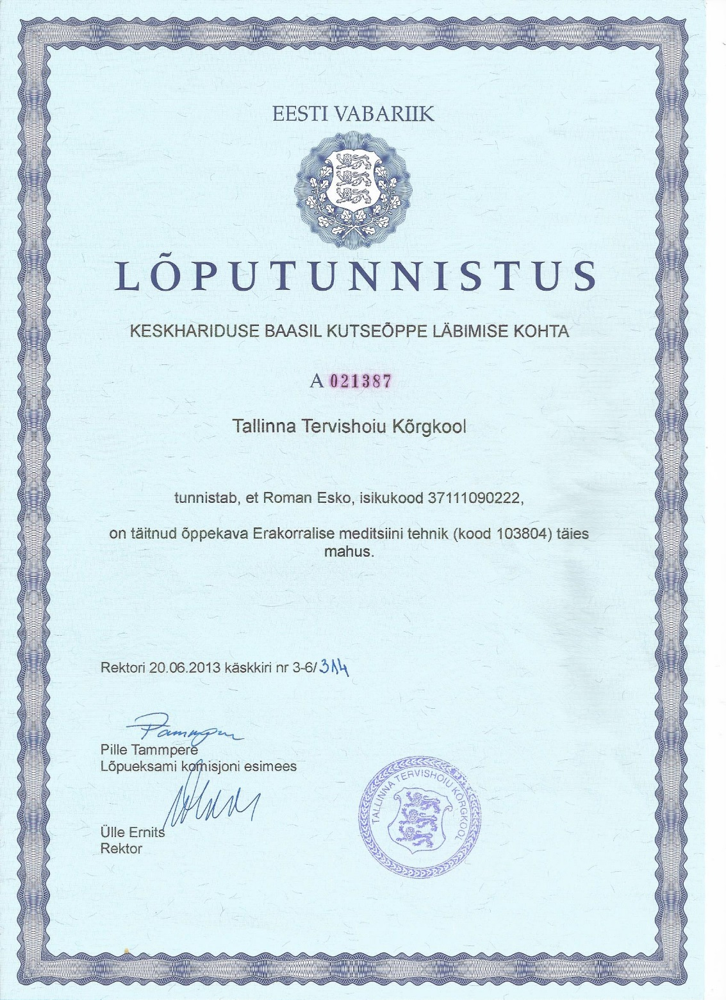 EESTI VABARIIK
LÕPUTUNNISTUS
KESKHARIDUSE BAASIL KUTSEÕPPE LÄBIMISE KOHTA
A 021387
Tallinna Tervishoiu Kõrgkool
tunnistab, et Roman Esko, isikukood 37111090222,
on täitnud õppekava Erakorralise meditsiini tehnik (kood 103804) täies
mahus.
Rektori 20.06.2013 käskkiri nr 3-6/314
Pille Tammpere
Lõpueksami komisjoni esimees
Ülle Ernits
Rektor
TALLINNA TERVISHOIU KÕRGKOOL